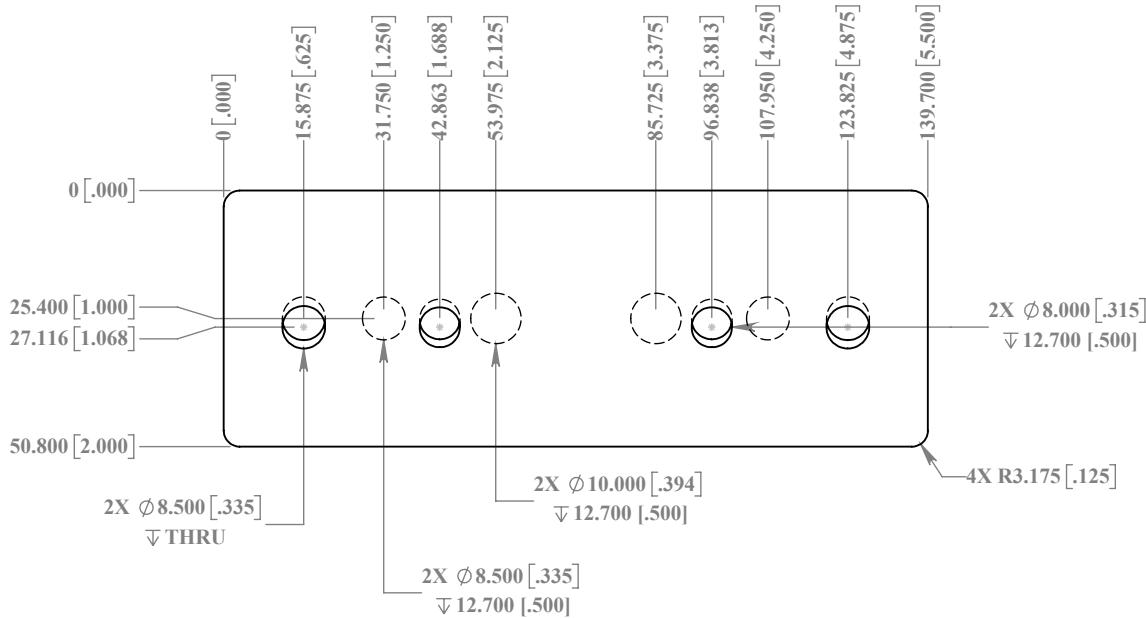 0 [.000]
15.875 [.625]
31.750 [1.250]
42.863 [1.688]
53.975 [2.125]
85.725 [3.375]
96.838 [3.813]
107.950 [4.250]
123.825 [4.875]
139.700 [5.500]
0 [.000]
25.400 [1.000]
27.116 [1.068]
50.800 [2.000]
2X ∅8.000 [.315]
↧ 12.700 [.500]
4X R3.175 [.125]
2X ∅10.000 [.394]
↧ 12.700 [.500]
2X ∅8.500 [.335]
↧ THRU
2X ∅8.500 [.335]
↧ 12.700 [.500]